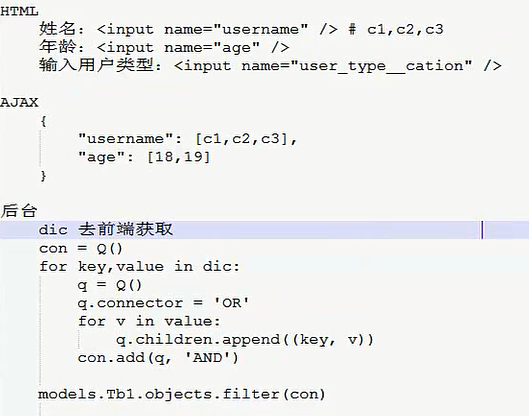 HTML
姓名：<input name="username" /> # c1,c2,c3
年龄：<input name="age" />
输入用户类型：<input name="user_type__cation" />
AJAX
{
"username": [c1,c2,c3],
"age": [18,19]
}
后台
dic 去前端获取
con = Q()
for key,value in dic:
q = Q()
q.connector = 'OR'
for v in value:
q.children.append((key, v))
con.add(q, 'AND')
models.Tb1.objects.filter(con)